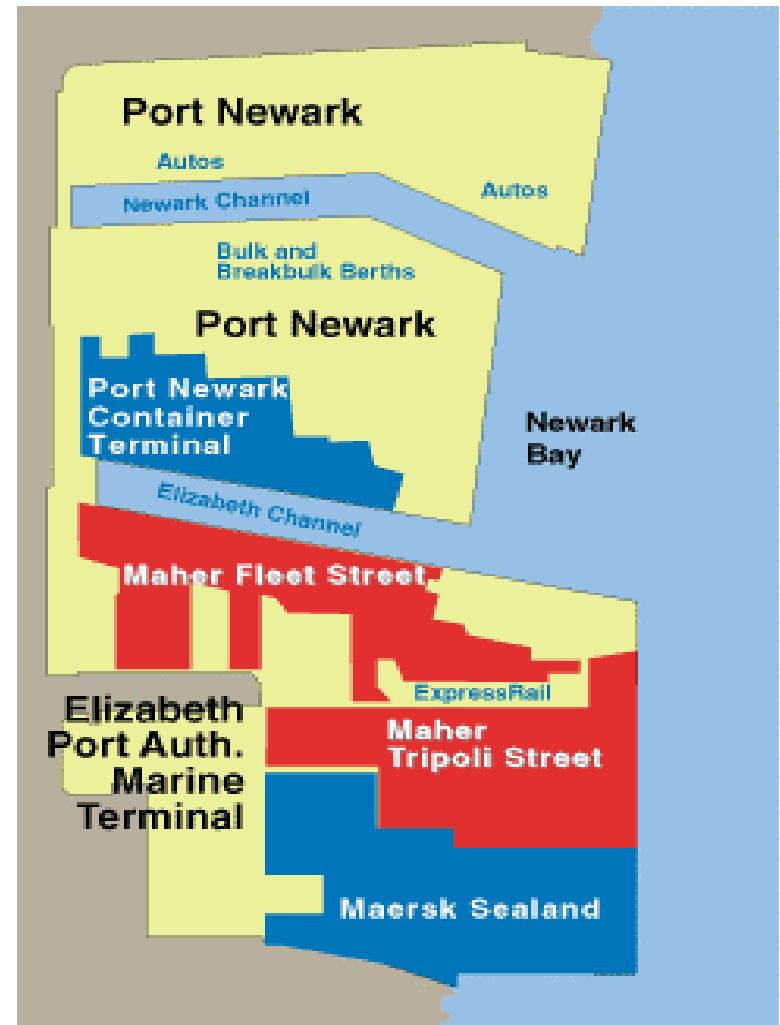 Port Newark
Autos
Autos
Newark Channel
Bulk and
Breakbulk Berths
Port Newark
Port Newark
Container
Terminal
Newark
Bay
Elizabeth Channel
Maher Fleet Street
ExpressRail
Elizabeth
Port Auth.
Marine
Terminal
Maher
Tripoli Street
Maersk Sealand